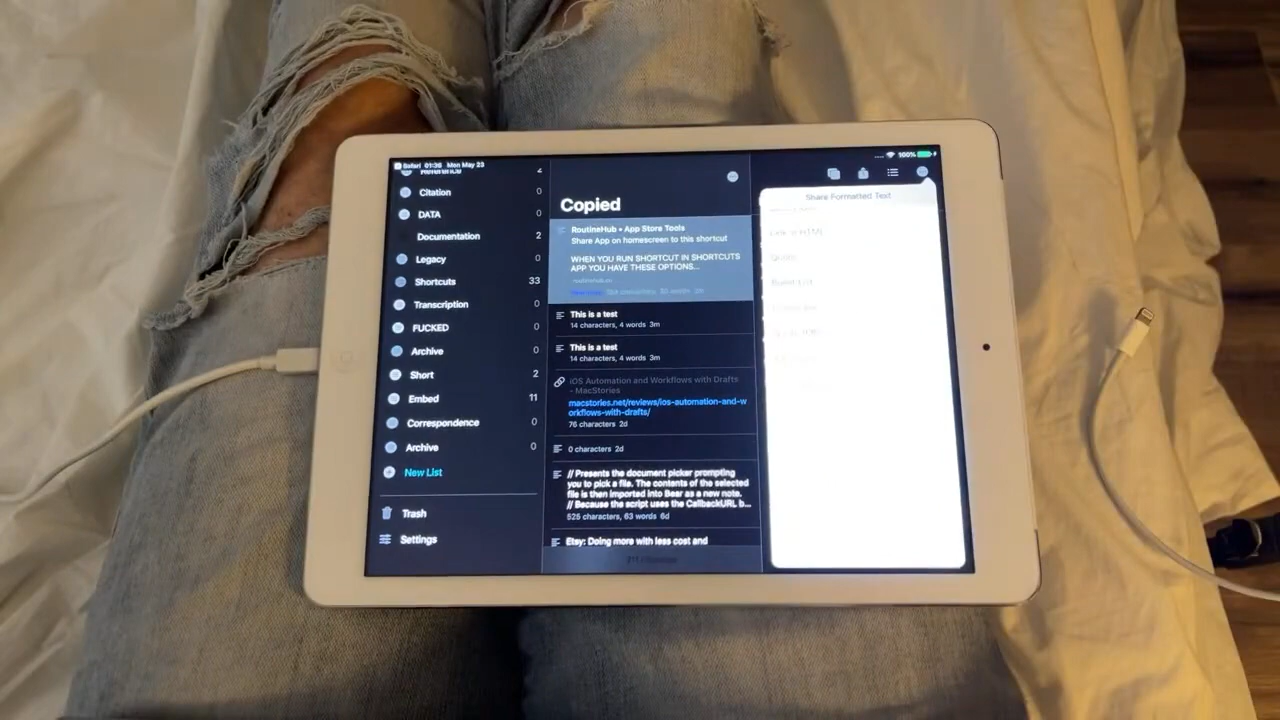 Safari 01:36 Mon May 23
100%
Reference 4
Citation 0
DATA 0
Documentation 2
Legacy 0
Shortcuts 33
Transcription 0
FUCKED 0
Archive 0
Short 2
Embed 11
Correspondence 0
Archive 0
New List
Trash
Settings
Copied
RoutineHub • App Store Tools
Share App on homescreen to this shortcut
WHEN YOU RUN SHORTCUT IN SHORTCUTS
APP YOU HAVE THESE OPTIONS...
This is a test
14 characters, 4 words 3m
This is a test
14 characters, 4 words 3m
iOS Automation and Workflows with Drafts
- MacStories
macstories.net/reviews/ios-automation-and-w
orkflows-with-drafts/
76 characters 2d
0 characters 2d
// Presents the document picker prompting
you to pick a file. The contents of the selected
file is then imported into Bear as a new note.
// Because the script uses the CallbackURL b...
525 characters, 63 words 6d
Etsy: Doing more with less cost and
Share Formatted Text